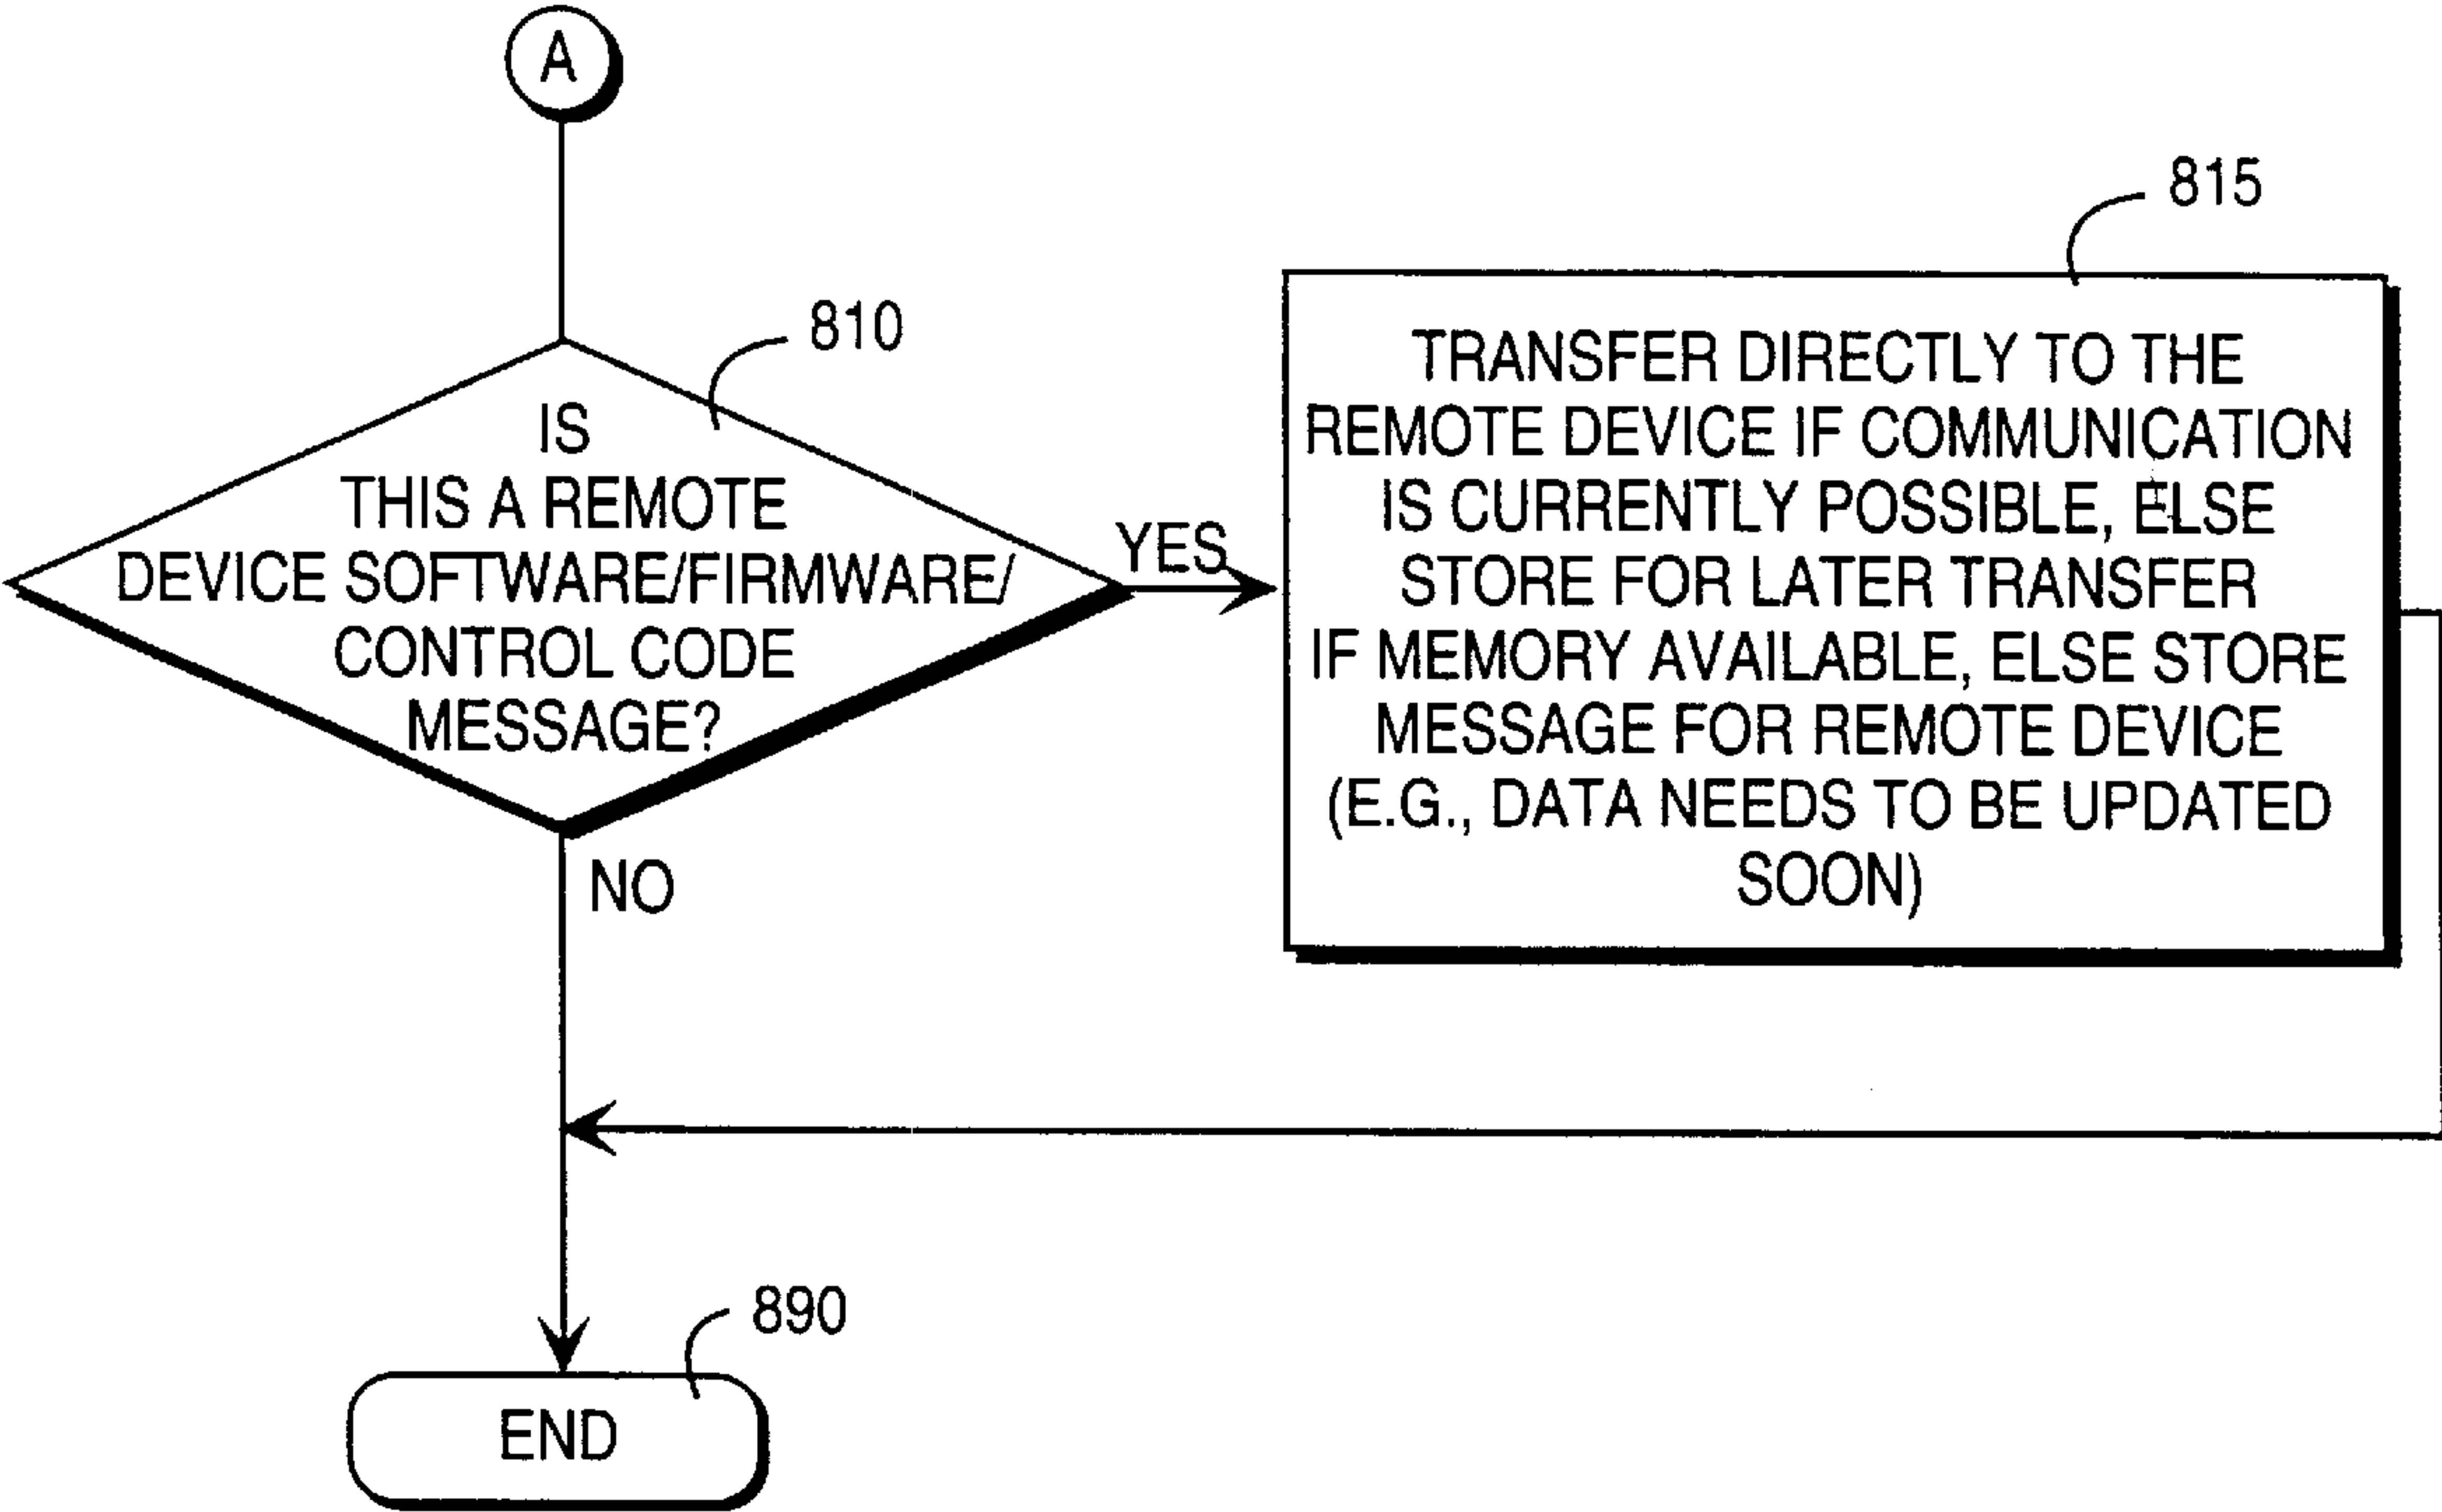 A
810
IS
THIS A REMOTE
DEVICE SOFTWARE/FIRMWARE/
CONTROL CODE
MESSAGE?
YES
815
TRANSFER DIRECTLY TO THE
REMOTE DEVICE IF COMMUNICATION
IS CURRENTLY POSSIBLE, ELSE
STORE FOR LATER TRANSFER
IF MEMORY AVAILABLE, ELSE STORE
MESSAGE FOR REMOTE DEVICE
(E.G., DATA NEEDS TO BE UPDATED
SOON)
NO
890
END